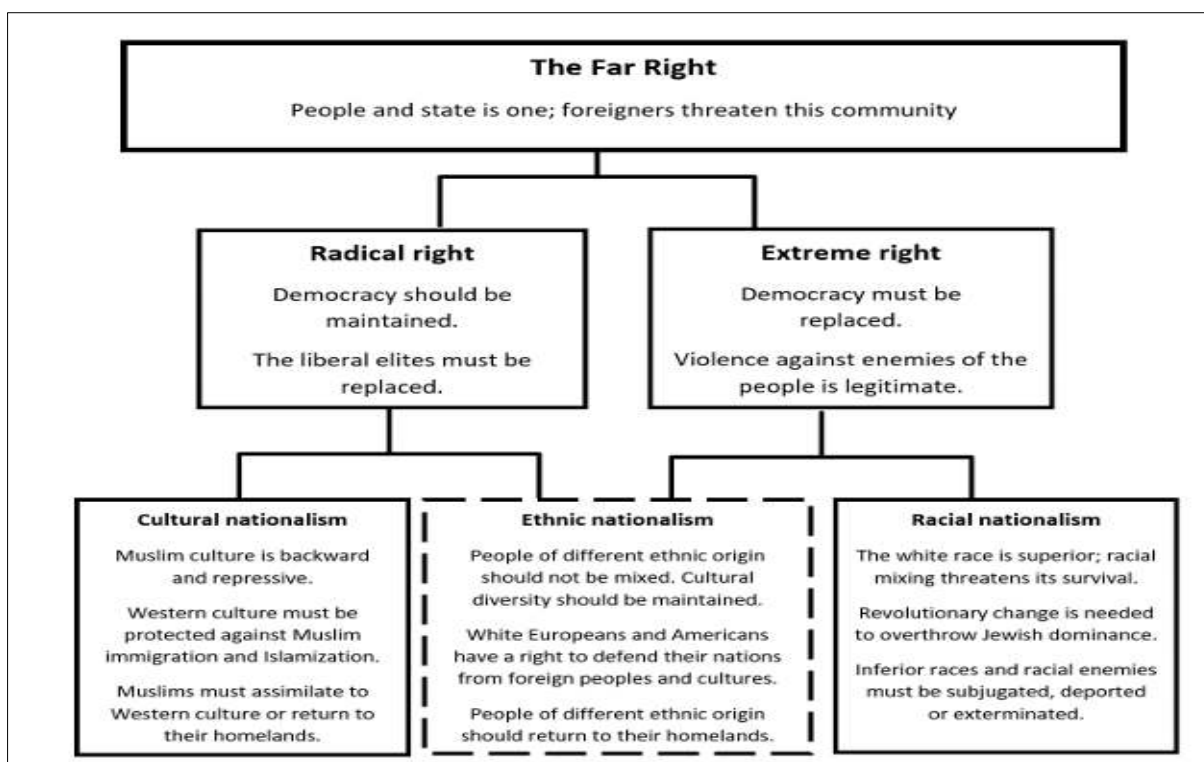 The Far Right
People and state is one; foreigners threaten this community
Radical right
Democracy should be
maintained.
The liberal elites must be
replaced.
Extreme right
Democracy must be
replaced.
Violence against enemies of the
people is legitimate.
Cultural nationalism
Muslim culture is backward
and repressive.
Western culture must be
protected against Muslim
immigration and Islamization.
Muslims must assimilate to
Western culture or return to
their homelands.
Ethnic nationalism
People of different ethnic origin
should not be mixed. Cultural
diversity should be maintained.
White Europeans and Americans
have a right to defend their nations
from foreign peoples and cultures.
People of different ethnic origin
should return to their homelands.
Racial nationalism
The white race is superior; racial
mixing threatens its survival.
Revolutionary change is needed
to overthrow Jewish dominance.
Inferior races and racial enemies
must be subjugated, deported
or exterminated.